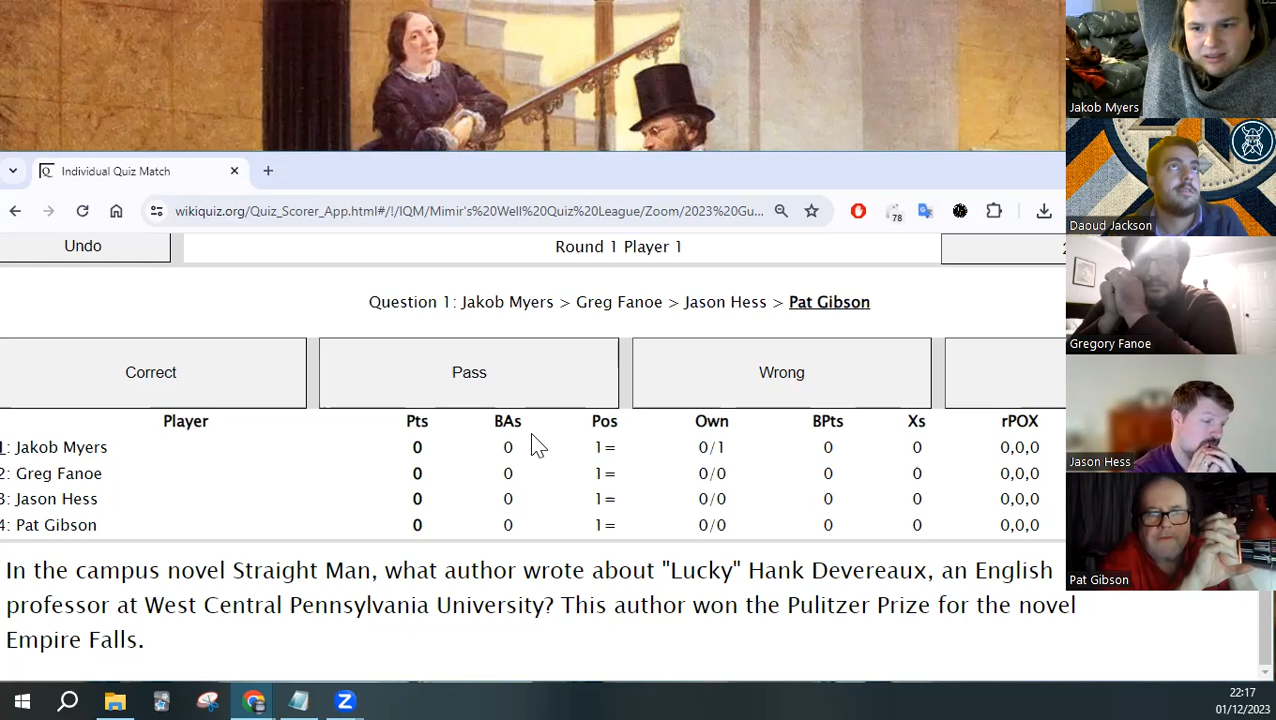 Individual Quiz Match
wikiquiz.org/Quiz_Scorer_App.html#/!/IQM/Mimir's%20Well%20Quiz%20League/Zoom/2023%20Gu...
78
Undo
Round 1 Player 1
2
Question 1: Jakob Myers > Greg Fanoe > Jason Hess > Pat Gibson
Correct Pass Wrong
Player Pts BAs Pos Own BPts Xs rPOX
1: Jakob Myers 0 0 1= 0/1 0 0 0,0,0
2: Greg Fanoe 0 0 1= 0/0 0 0 0,0,0
3: Jason Hess 0 0 1= 0/0 0 0 0,0,0
4: Pat Gibson 0 0 1= 0/0 0 0 0,0,0
In the campus novel Straight Man, what author wrote about "Lucky" Hank Devereaux, an English
professor at West Central Pennsylvania University? This author won the Pulitzer Prize for the novel
Empire Falls.
Jakob Myers
Daoud Jackson
Gregory Fanoe
Jason Hess
Pat Gibson
22:17
01/12/2023